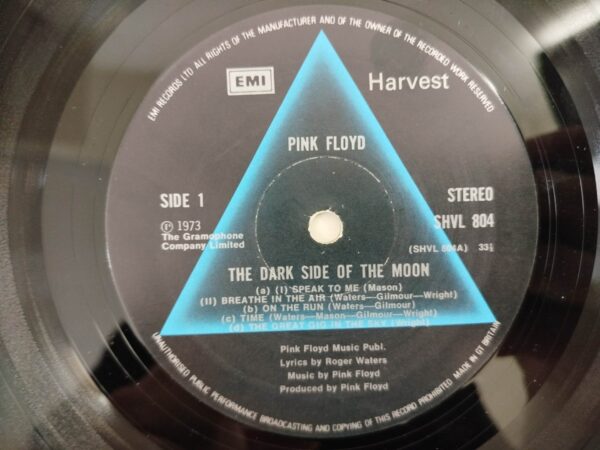 EMI RECORDS LTD ALL RIGHTS OF THE MANUFACTURER AND OF THE OWNER OF THE RECORDED WORK RESERVED
EMI
Harvest
PINK FLOYD
SIDE 1
STEREO
℗ 1973
SHVL 804
The Gramophone
Company Limited
(SHVL 804A) 33⅓
THE DARK SIDE OF THE MOON
(a) (I) SPEAK TO ME (Mason)
(II) BREATHE IN THE AIR (Waters—Gilmour—Wright)
(b) ON THE RUN (Waters—Gilmour)
(c) TIME (Waters—Mason—Gilmour—Wright)
(d) THE GREAT GIG IN THE SKY (Wright)
Pink Floyd Music Publ.
Lyrics by Roger Waters
Music by Pink Floyd
Produced by Pink Floyd
UNAUTHORISED PUBLIC PERFORMANCE BROADCASTING AND COPYING OF THIS RECORD PROHIBITED MADE IN GT BRITAIN